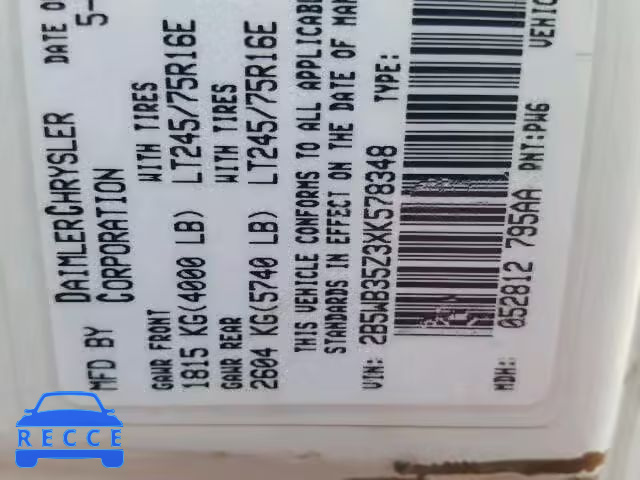 MFD BY DAIMLERCHRYSLER DATE OF
CORPORATION 5-
GAWR FRONT WITH TIRES
1815 KG(4000 LB) LT245/75R16E
GAWR REAR WITH TIRES
2604 KG(5740 LB) LT245/75R16E
THIS VEHICLE CONFORMS TO ALL APPLICABLE
STANDARDS IN EFFECT ON THE DATE OF MAN
VIN: 2B5WB35Z3XK578348 TYPE:
MDH: 052812 795AA PNT:PW6 VEHIC
RECCE